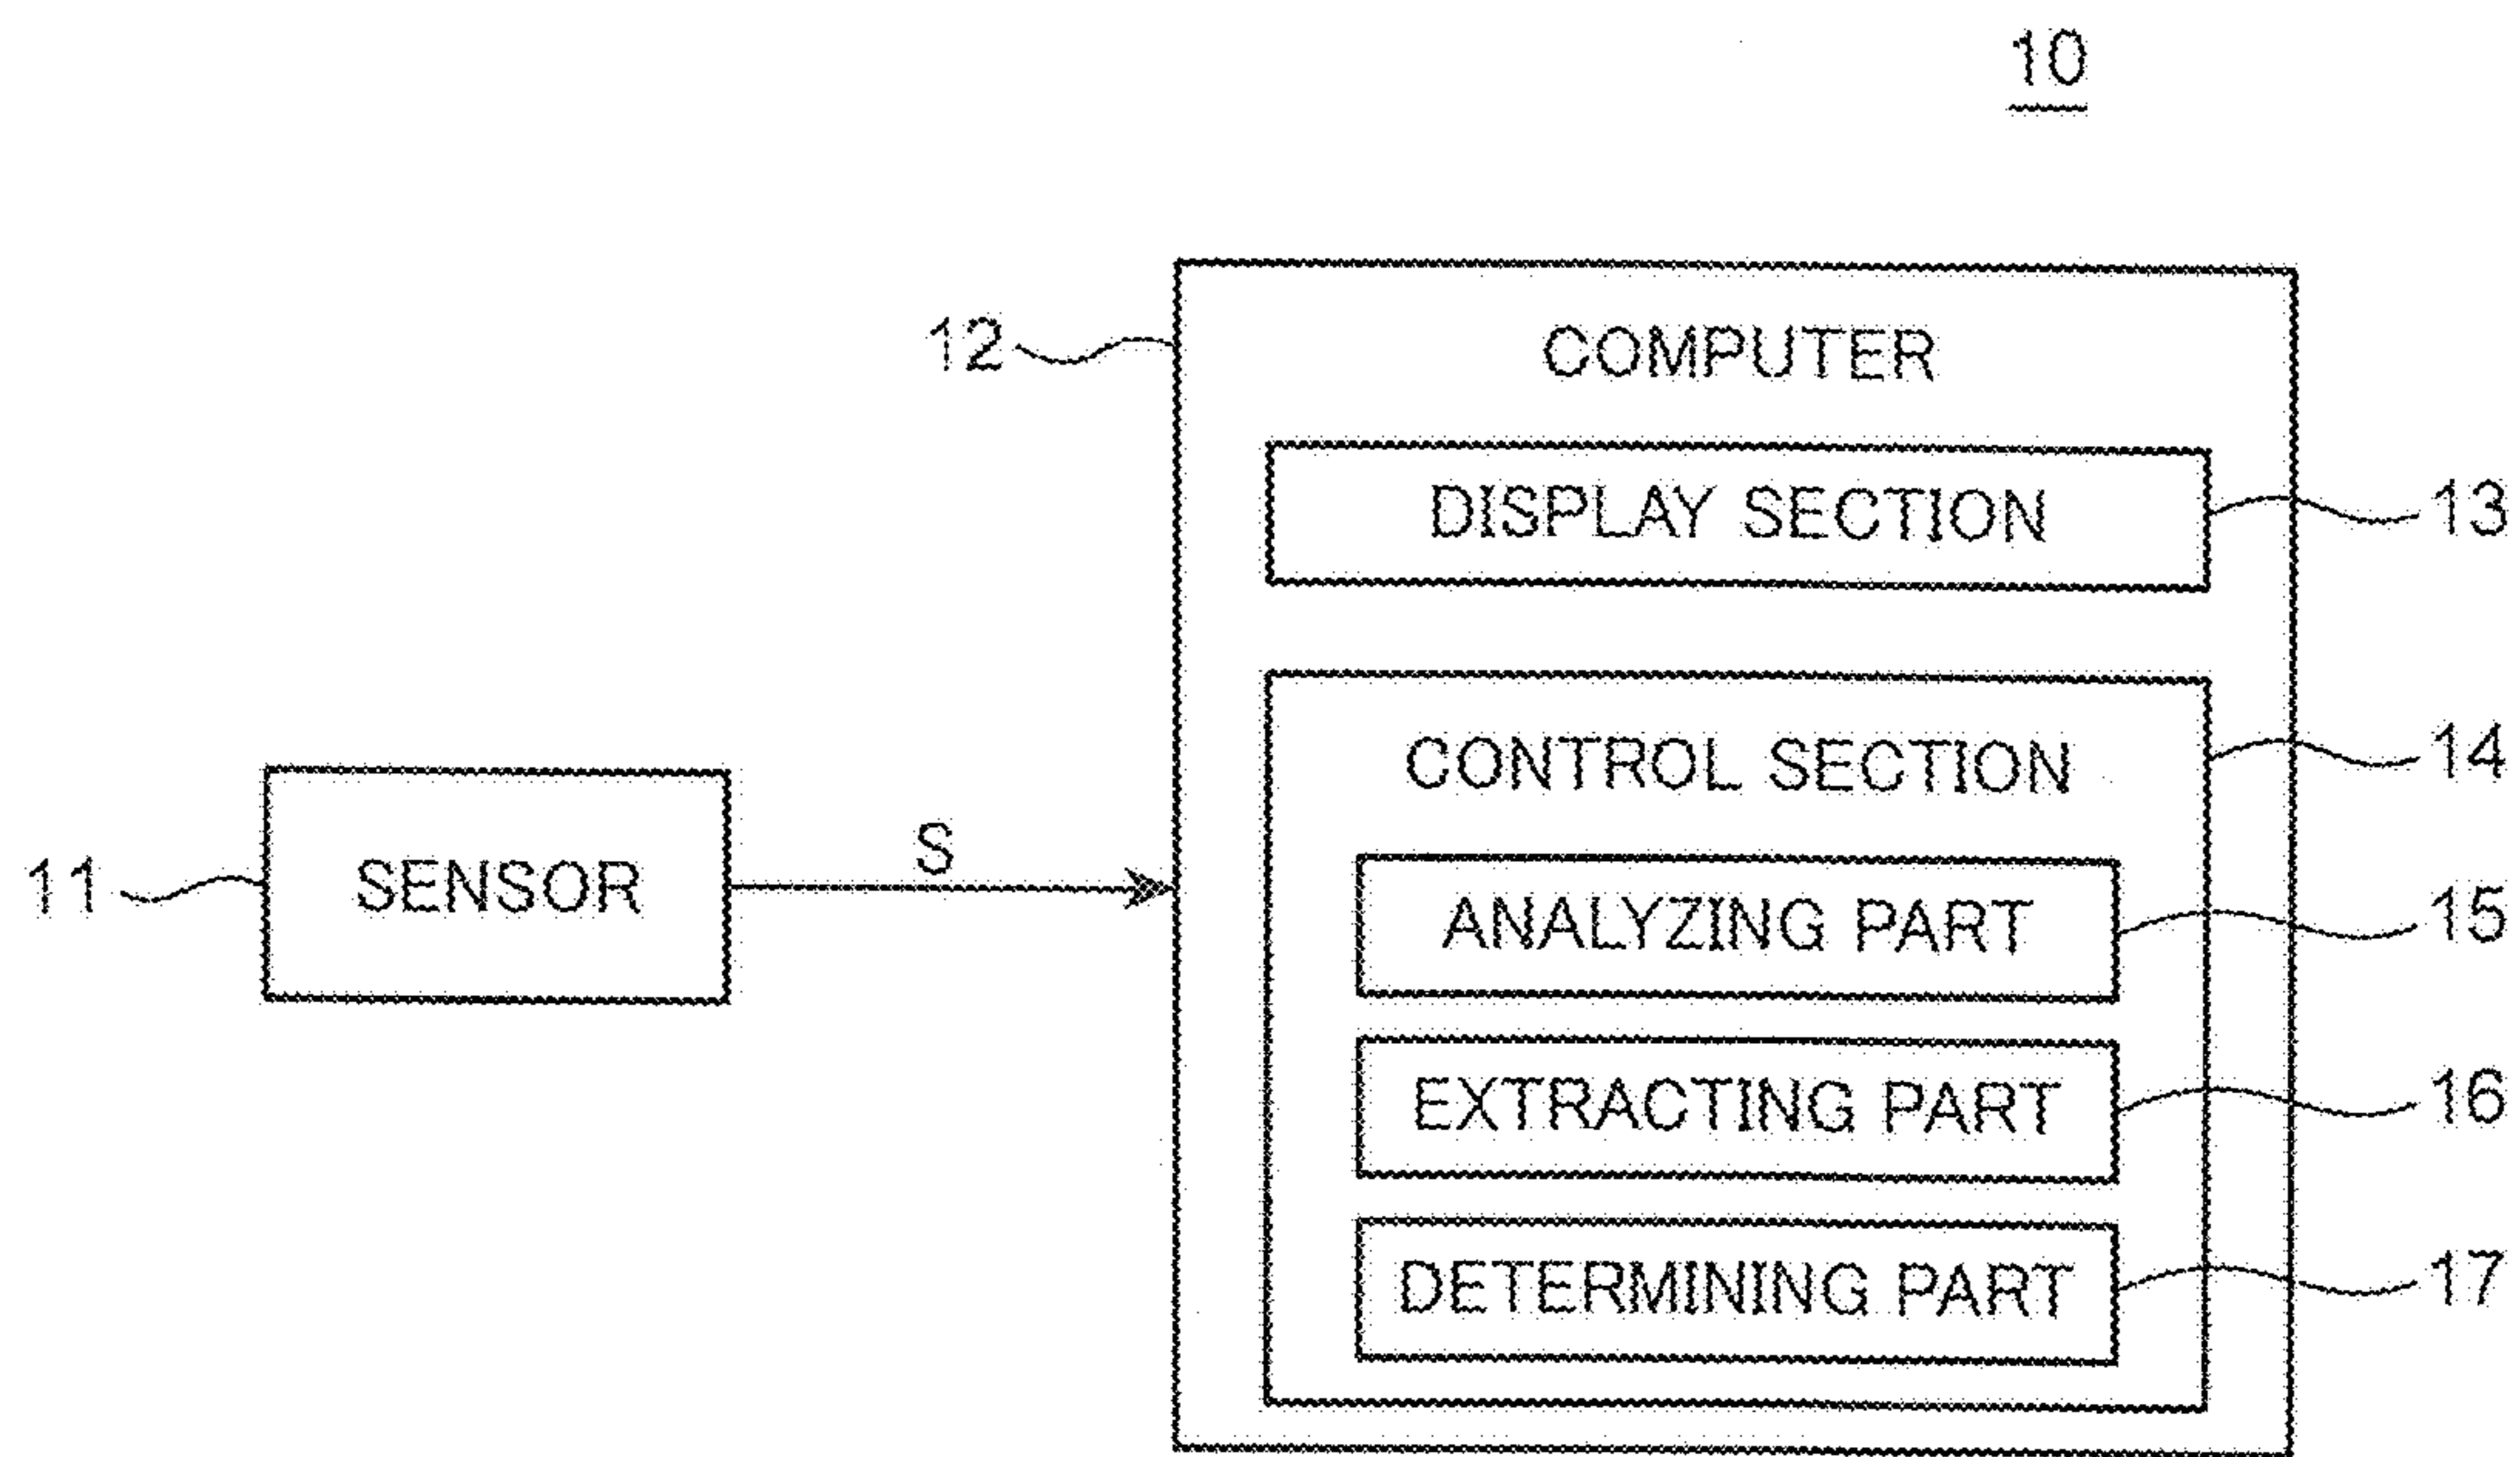 10
12
COMPUTER
DISPLAY SECTION
13
CONTROL SECTION
14
11
SENSOR
S
ANALYZING PART
15
EXTRACTING PART
16
DETERMINING PART
17